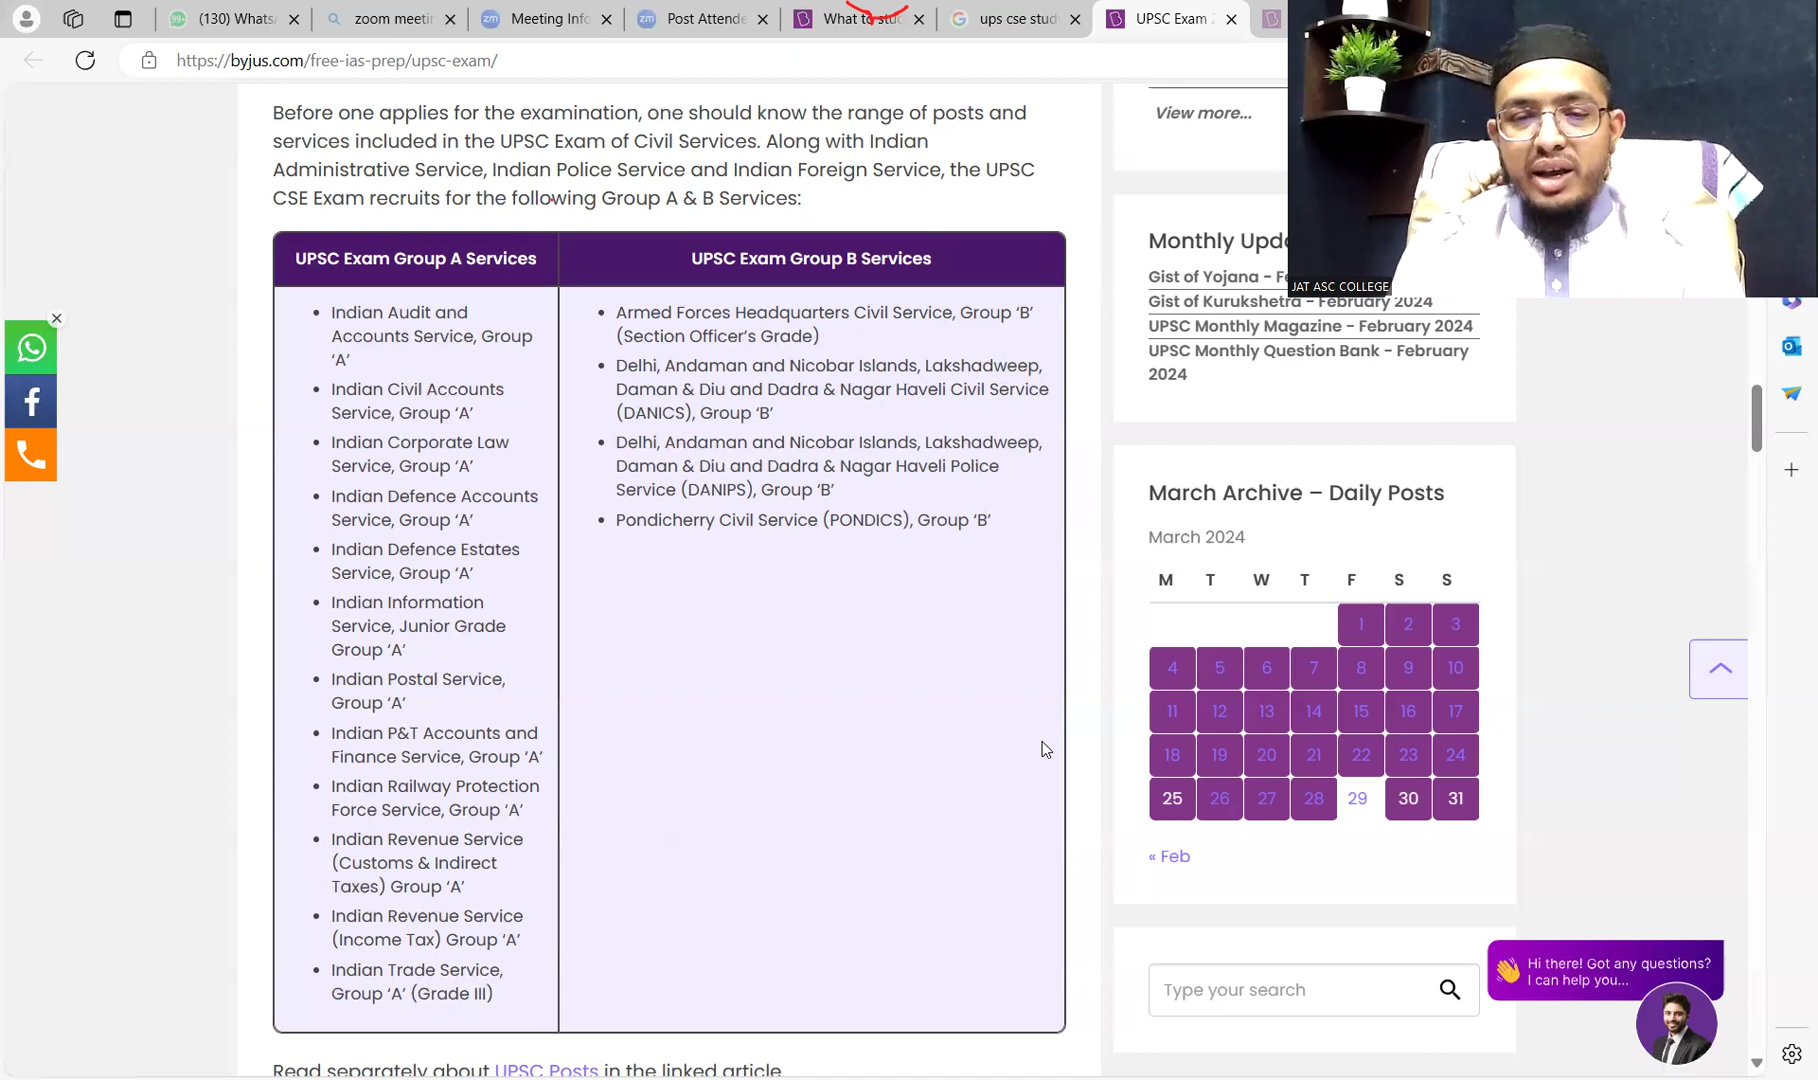 (130) Whats
zoom meeti
Meeting Info
Post Attende
What to stu
ups cse stud
UPSC Exam
https://byjus.com/free-ias-prep/upsc-exam/
Before one applies for the examination, one should know the range of posts and
services included in the UPSC Exam of Civil Services. Along with Indian
Administrative Service, Indian Police Service and Indian Foreign Service, the UPSC
CSE Exam recruits for the following Group A & B Services:
UPSC Exam Group A Services
Indian Audit and
Accounts Service, Group
‘A’
Indian Civil Accounts
Service, Group ‘A’
Indian Corporate Law
Service, Group ‘A’
Indian Defence Accounts
Service, Group ‘A’
Indian Defence Estates
Service, Group ‘A’
Indian Information
Service, Junior Grade
Group ‘A’
Indian Postal Service,
Group ‘A’
Indian P&T Accounts and
Finance Service, Group ‘A’
Indian Railway Protection
Force Service, Group ‘A’
Indian Revenue Service
(Customs & Indirect
Taxes) Group ‘A’
Indian Revenue Service
(Income Tax) Group ‘A’
Indian Trade Service,
Group ‘A’ (Grade III)
UPSC Exam Group B Services
Armed Forces Headquarters Civil Service, Group ‘B’
(Section Officer’s Grade)
Delhi, Andaman and Nicobar Islands, Lakshadweep,
Daman & Diu and Dadra & Nagar Haveli Civil Service
(DANICS), Group ‘B’
Delhi, Andaman and Nicobar Islands, Lakshadweep,
Daman & Diu and Dadra & Nagar Haveli Police
Service (DANIPS), Group ‘B’
Pondicherry Civil Service (PONDICS), Group ‘B’
Read separately about UPSC Posts in the linked article.
View more...
JAT ASC COLLEGE
Monthly Upd
Gist of Yojana - Fe
Gist of Kurukshetra - February 2024
UPSC Monthly Magazine - February 2024
UPSC Monthly Question Bank - February
2024
March Archive – Daily Posts
March 2024
M T W T F S S
1 2 3
4 5 6 7 8 9 10
11 12 13 14 15 16 17
18 19 20 21 22 23 24
25 26 27 28 29 30 31
« Feb
Type your search
Hi there! Got any questions?
I can help you...